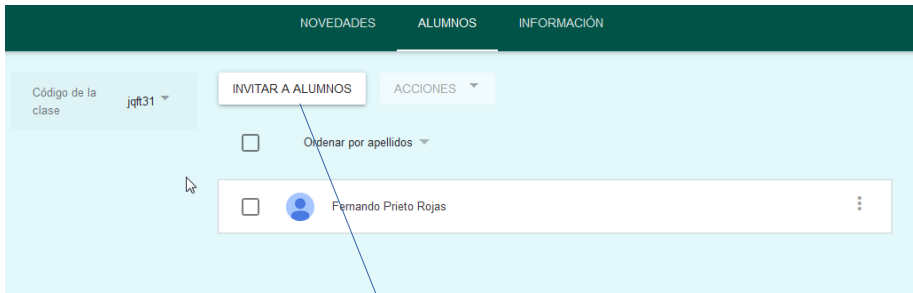 NOVEDADES ALUMNOS INFORMACIÓN
Código de la clase
jqft31
INVITAR A ALUMNOS ACCIONES
Ordenar por apellidos
Fernando Prieto Rojas